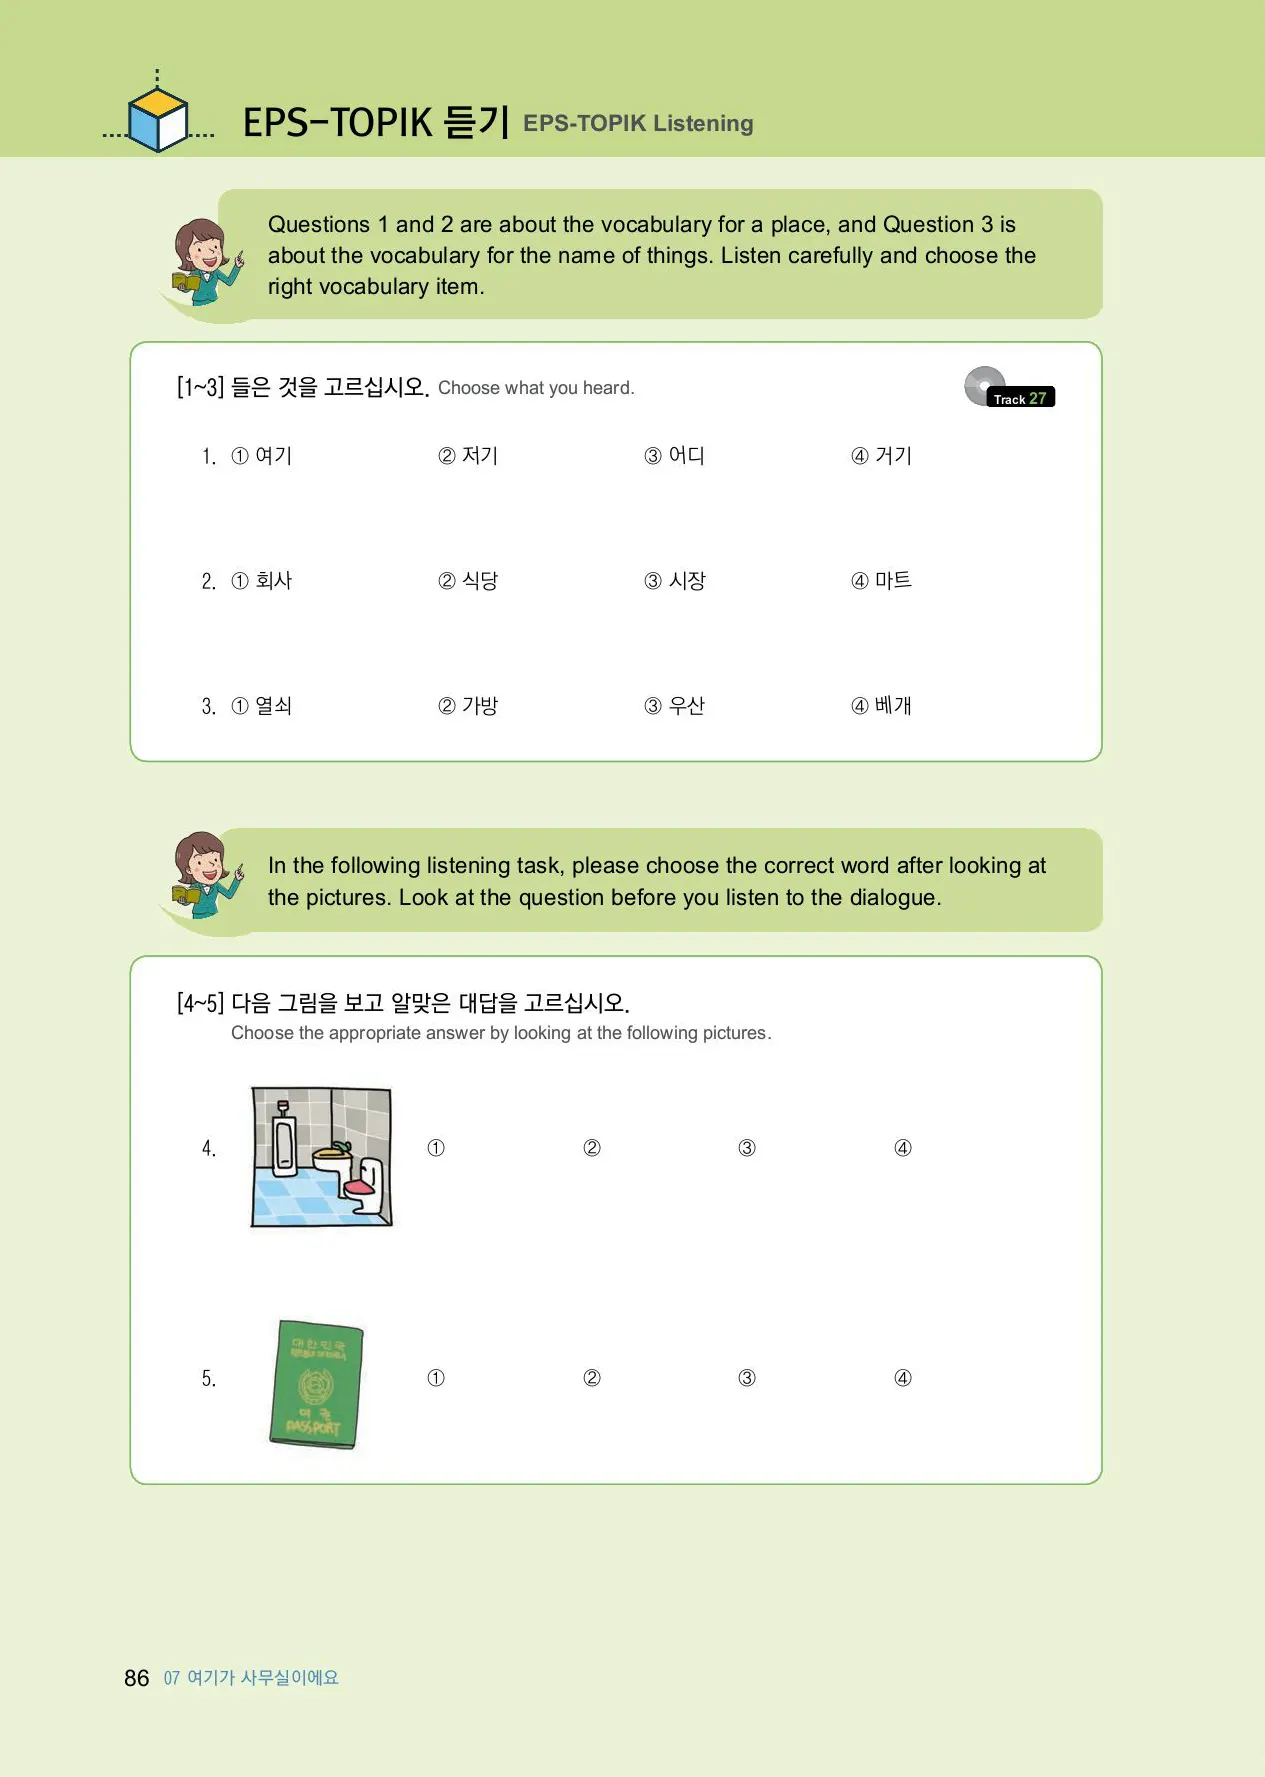 EPS-TOPIK 듣기 EPS-TOPIK Listening
Questions 1 and 2 are about the vocabulary for a place, and Question 3 is
about the vocabulary for the name of things. Listen carefully and choose the
right vocabulary item.
[1~3] 들은 것을 고르십시오. Choose what you heard.
Track 27
1. ① 여기 ② 저기 ③ 어디 ④ 거기
2. ① 회사 ② 식당 ③ 시장 ④ 마트
3. ① 열쇠 ② 가방 ③ 우산 ④ 베개
In the following listening task, please choose the correct word after looking at
the pictures. Look at the question before you listen to the dialogue.
[4~5] 다음 그림을 보고 알맞은 대답을 고르십시오.
Choose the appropriate answer by looking at the following pictures.
4. ① ② ③ ④
대한민국
REPUBLIC OF KOREA
여권
PASSPORT
5. ① ② ③ ④
86 07 여기가 사무실이에요